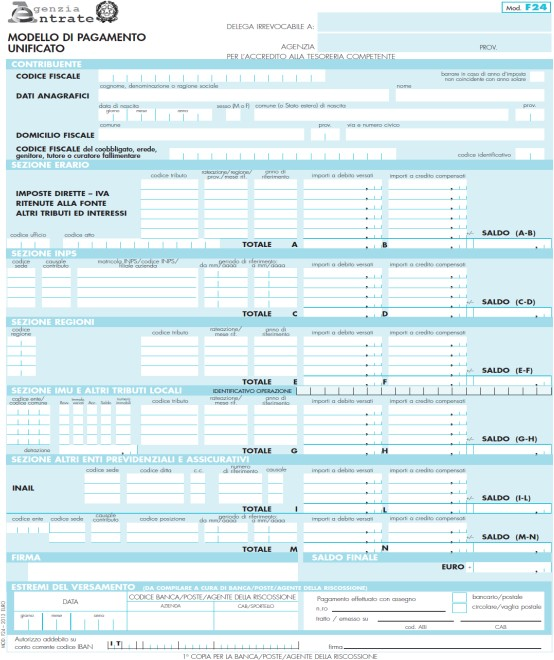 Agenzia
Entrate
Mod. F24
DELEGA IRREVOCABILE A:
MODELLO DI PAGAMENTO
UNIFICATO
AGENZIA
PROV.
PER L'ACCREDITO ALLA TESORERIA COMPETENTE
CONTRIBUENTE
CODICE FISCALE
barrare in caso di anno d'imposta
non coincidente con anno solare
cognome, denominazione o ragione sociale
nome
DATI ANAGRAFICI
data di nascita
sesso (M o F)
comune (o Stato estero) di nascita
prov.
giorno mese anno
comune
prov.
via e numero civico
DOMICILIO FISCALE
CODICE FISCALE del coobbligato, erede,
genitore, tutore o curatore fallimentare
codice identificativo
SEZIONE ERARIO
codice tributo
rateazione/regione/
prov./mese rif.
anno di
riferimento
importi a debito versati
importi a credito compensati
IMPOSTE DIRETTE – IVA
RITENUTE ALLA FONTE
ALTRI TRIBUTI ED INTERESSI
codice ufficio
codice atto
+/- SALDO (A-B)
TOTALE A B
SEZIONE INPS
codice
sede
causale
contributo
matricola INPS/codice INPS/
filiale azienda
periodo di riferimento
da mm/aaaa a mm/aaaa
importi a debito versati
importi a credito compensati
+/- SALDO (C-D)
TOTALE C D
SEZIONE REGIONI
codice
regione
codice tributo
rateazione/
mese rif.
anno di
riferimento
importi a debito versati
importi a credito compensati
+/- SALDO (E-F)
TOTALE E F
SEZIONE IMU E ALTRI TRIBUTI LOCALI
IDENTIFICATIVO OPERAZIONE
codice ente/
codice comune
Ravv.
Immob.
variati
Acc.
Saldo
numero
immobili
codice tributo
rateazione/
mese rif.
anno di
riferimento
importi a debito versati
importi a credito compensati
detrazione
+/- SALDO (G-H)
TOTALE G H
SEZIONE ALTRI ENTI PREVIDENZIALI E ASSICURATIVI
codice sede
codice ditta
c.c.
numero
di riferimento
causale
importi a debito versati
importi a credito compensati
INAIL
+/- SALDO (I-L)
TOTALE I L
codice ente
codice sede
causale
contributo
codice posizione
periodo di riferimento
da mm/aaaa a mm/aaaa
importi a debito versati
importi a credito compensati
+/- SALDO (M-N)
TOTALE M N
FIRMA
SALDO FINALE
EURO -
ESTREMI DEL VERSAMENTO (DA COMPILARE A CURA DI BANCA/POSTE/AGENTE DELLA RISCOSSIONE)
DATA
CODICE BANCA/POSTE/AGENTE DELLA RISCOSSIONE
AZIENDA
CAB/SPORTELLO
giorno mese anno
Pagamento effettuato con assegno
bancario/postale
n.ro
circolare/vaglia postale
tratto / emesso su
cod. ABI
CAB
Autorizzo addebito su
conto corrente codice IBAN
I T
firma
MOD. F24 - 2013 EURO
1ª COPIA PER LA BANCA/POSTE/AGENTE DELLA RISCOSSIONE